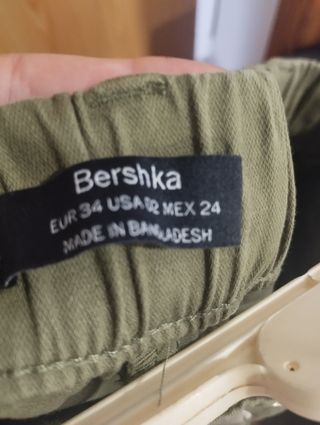 Bershka
EUR 34 USA 02 MEX 24
MADE IN BANGLADESH